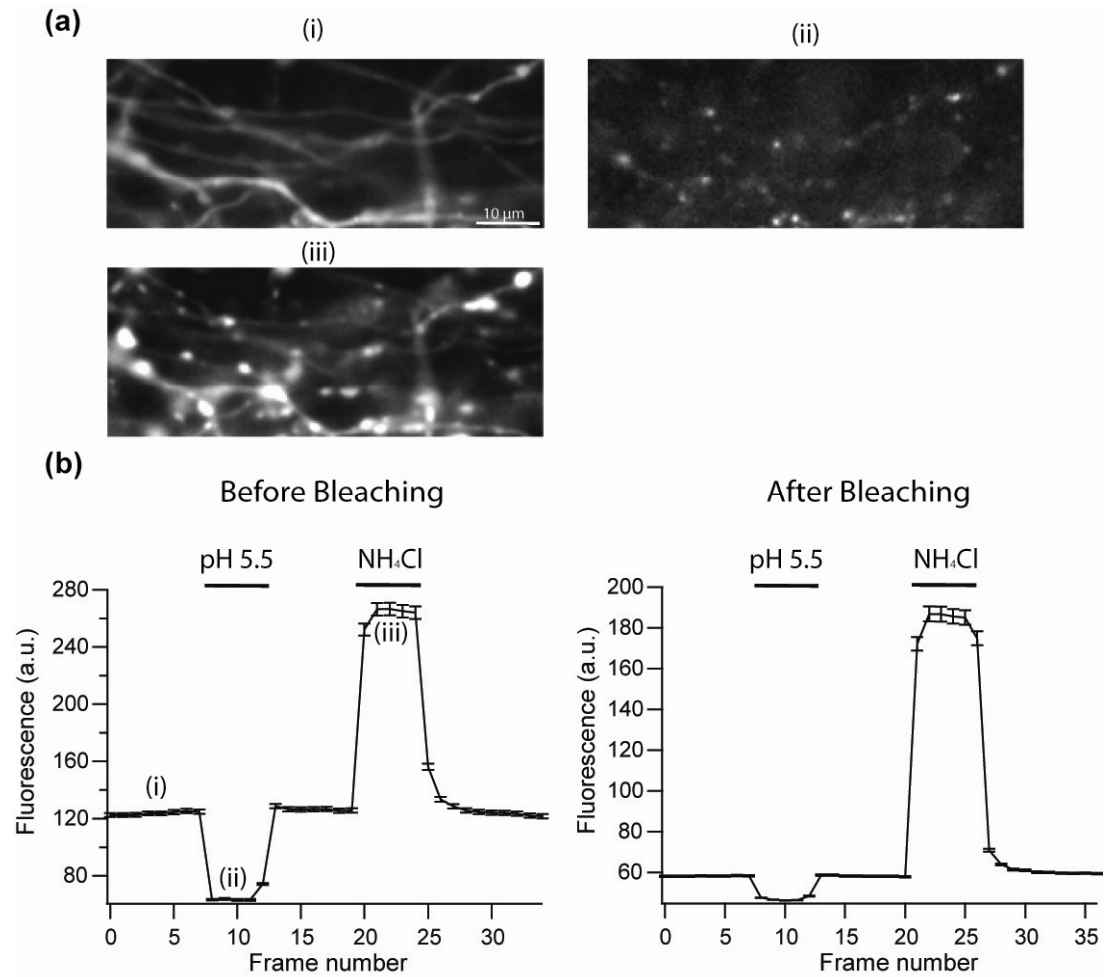 (a)
(i)
(ii)
10 µm
(iii)
(b)
Before Bleaching
After Bleaching
pH 5.5
NH₄Cl
280
260
200
160
120
80
Fluorescence (a.u.)
(i)
(ii)
(iii)
0 5 10 15 20 25 30
Frame number
pH 5.5
NH₄Cl
200
180
160
140
120
100
80
60
Fluorescence (a.u.)
0 5 10 15 20 25 30 35
Frame number